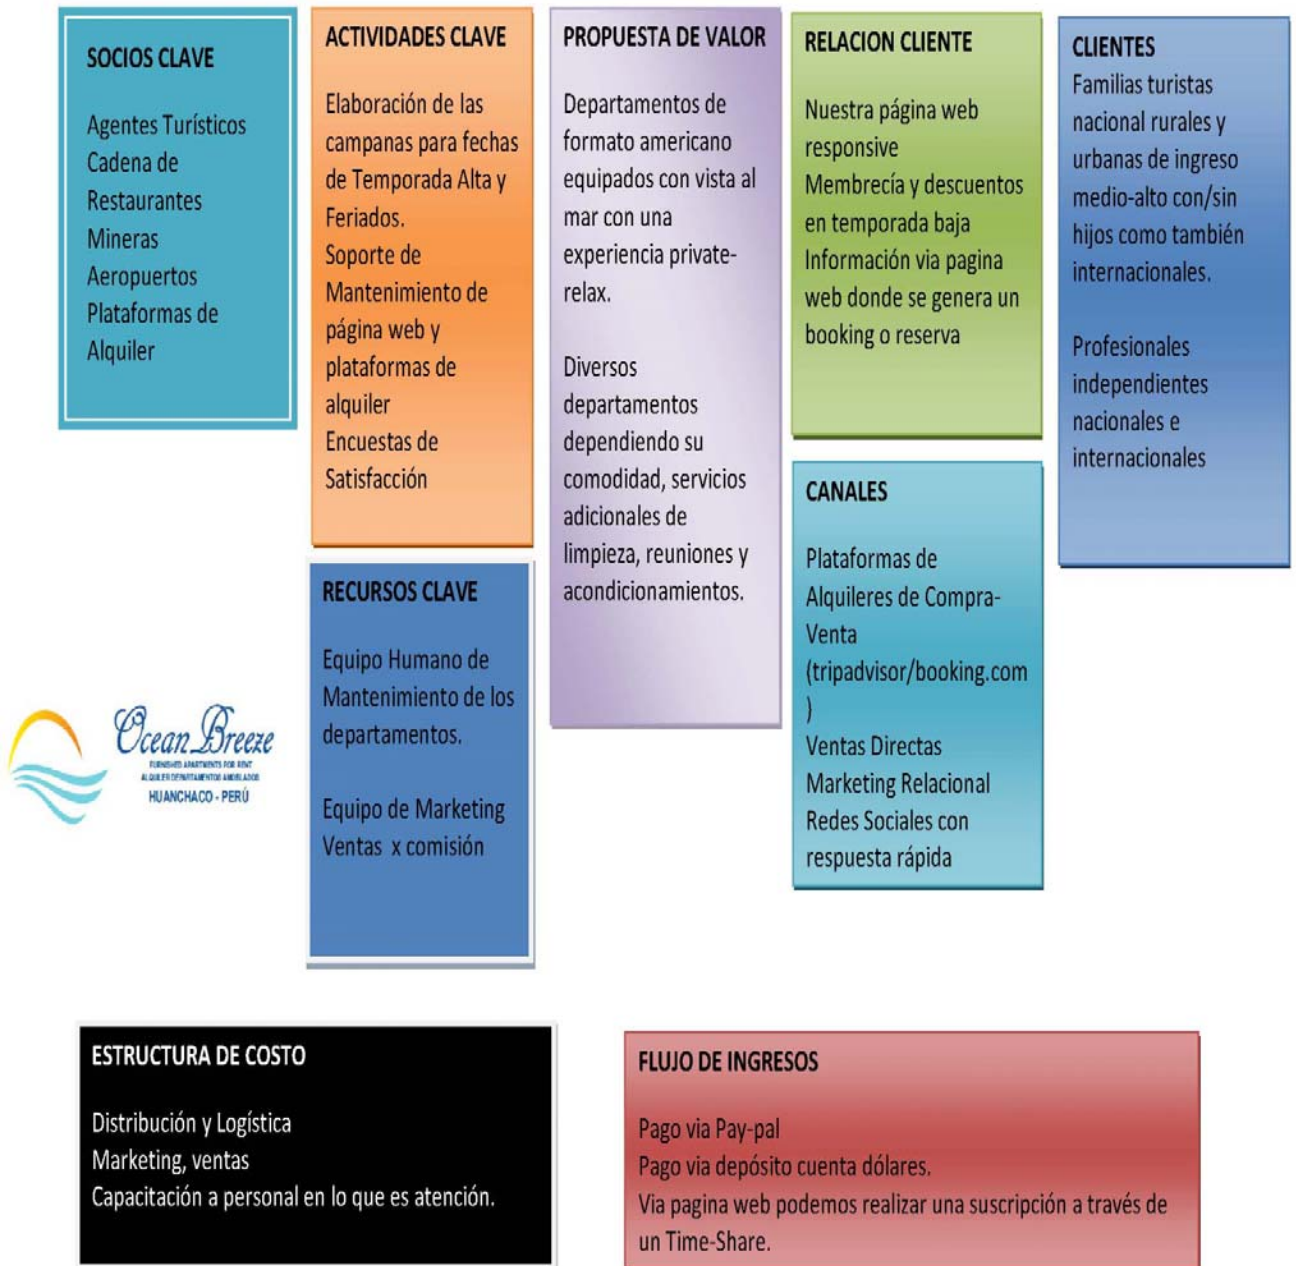 SOCIOS CLAVE
Agentes Turísticos
Cadena de
Restaurantes
Mineras
Aeropuertos
Plataformas de
Alquiler
ACTIVIDADES CLAVE
Elaboración de las
campanas para fechas
de Temporada Alta y
Feriados.
Soporte de
Mantenimiento de
página web y
plataformas de
alquiler
Encuestas de
Satisfacción
RECURSOS CLAVE
Equipo Humano de
Mantenimiento de los
departamentos.
Equipo de Marketing
Ventas x comisión
PROPUESTA DE VALOR
Departamentos de
formato americano
equipados con vista al
mar con una
experiencia private-
relax.
Diversos
departamentos
dependiendo su
comodidad, servicios
adicionales de
limpieza, reuniones y
acondicionamientos.
RELACION CLIENTE
Nuestra página web
responsive
Membrecía y descuentos
en temporada baja
Información via pagina
web donde se genera un
booking o reserva
CANALES
Plataformas de
Alquileres de Compra-
Venta
(tripadvisor/booking.com
)
Ventas Directas
Marketing Relacional
Redes Sociales con
respuesta rápida
CLIENTES
Familias turistas
nacional rurales y
urbanas de ingreso
medio-alto con/sin
hijos como también
internacionales.
Profesionales
independientes
nacionales e
internacionales
Ocean Breeze
FURNISHED APARTMENTS FOR RENT
ALQUILER DEPARTAMENTOS AMOBLADOS
HUANCHACO - PERÚ
ESTRUCTURA DE COSTO
Distribución y Logística
Marketing, ventas
Capacitación a personal en lo que es atención.
FLUJO DE INGRESOS
Pago via Pay-pal
Pago via depósito cuenta dólares.
Via pagina web podemos realizar una suscripción a través de
un Time-Share.